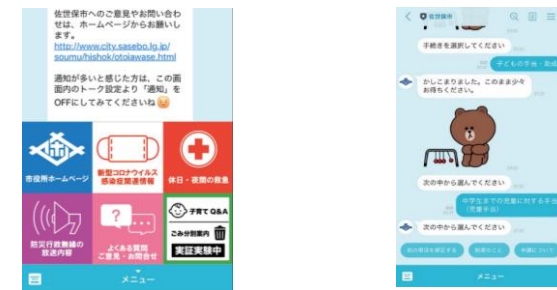 佐世保市へのご意見やお問い合わ
せは、ホームページからお願いし
ます。
http://www.city.sasebo.lg.jp/
soumu/hishok/otoiawase.html
通知が多いと感じた方は、この画
面内のトーク設定より「通知」を
OFFにしてみてくださいね
市役所ホームページ
新型コロナウイルス
感染症関連情報
休日・夜間の救急
防災行政無線の
放送内容
?
よくある質問
ご意見・お問合せ
子育てQ&A
ごみ分別案内
実証実験中
メニュー
佐世保市
手続きを選択してください
子どもの手当・助成
かしこまりました。このまま少々
お待ちください。
次の中から選んでください
中学生までの児童に対する手当
(児童手当)
次の中から選んでください
メニュー